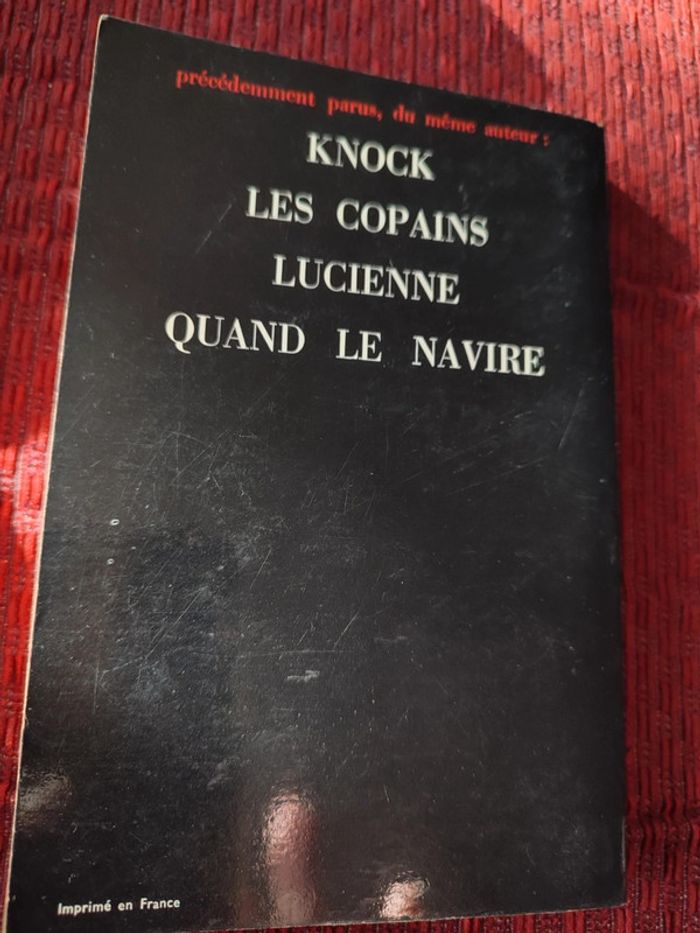 précédemment parus, du même auteur :
KNOCK
LES COPAINS
LUCIENNE
QUAND LE NAVIRE
Imprimé en France